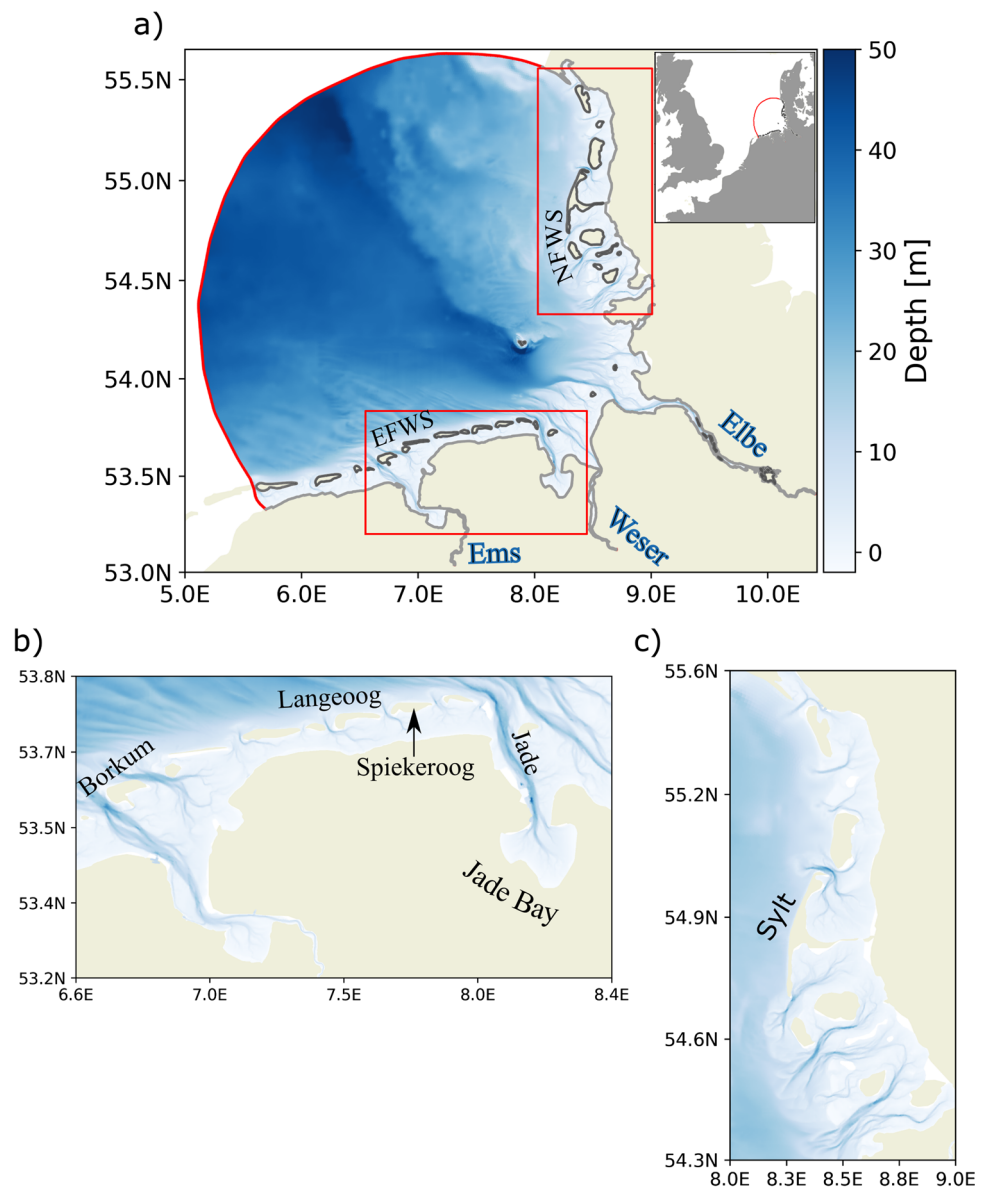 a)
55.5N
55.0N
54.5N
54.0N
53.5N
53.0N
5.0E
6.0E
7.0E
8.0E
9.0E
10.0E
NFWS
EFWS
Elbe
Weser
Ems
50
40
30
20
10
0
Depth [m]
b)
53.8N
53.7N
53.5N
53.4N
53.2N
6.6E
7.0E
7.5E
8.0E
8.4E
Langeoog
Borkum
Spiekeroog
Jade
Jade Bay
c)
55.6N
55.2N
54.9N
54.6N
54.3N
8.0E
8.3E
8.5E
8.8E
9.0E
Sylt